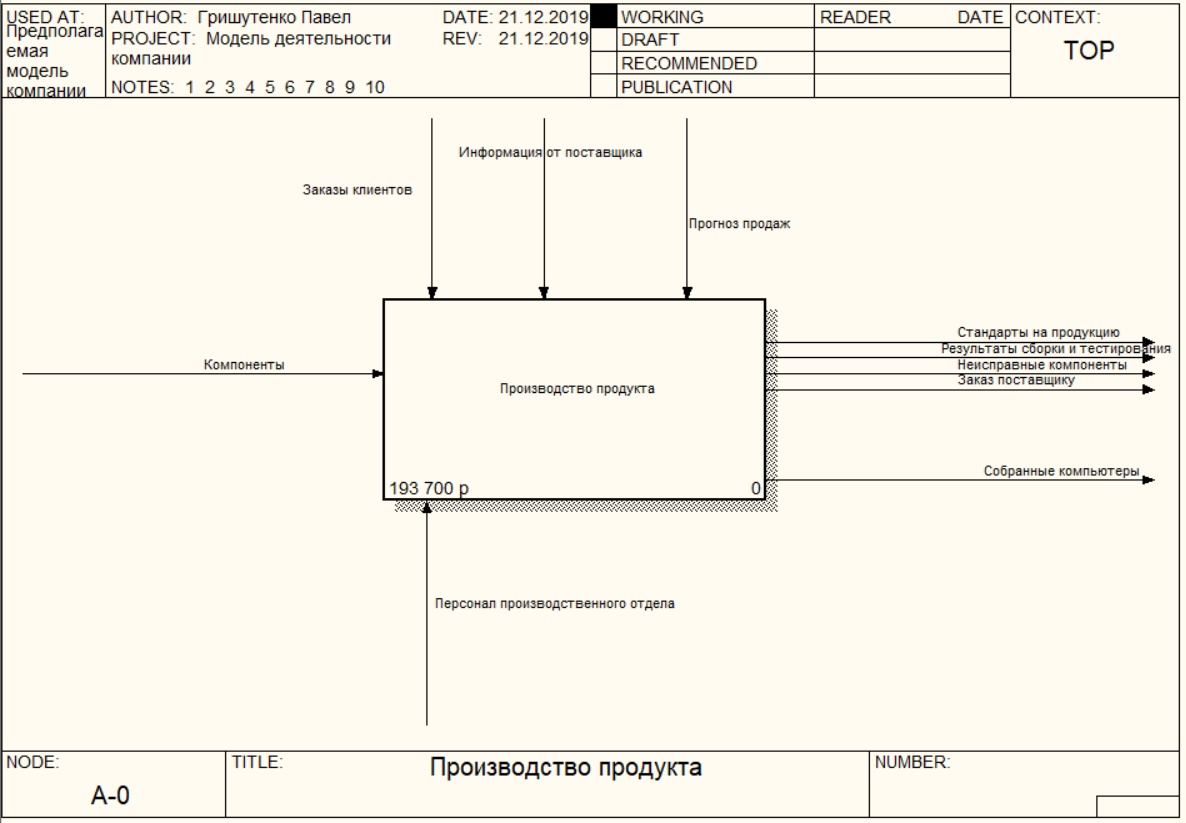 USED AT:
Предполага
емая
модель
компании
AUTHOR: Гришутенко Павел
PROJECT: Модель деятельности
компании
NOTES: 1 2 3 4 5 6 7 8 9 10
DATE: 21.12.2019
REV: 21.12.2019
WORKING
DRAFT
RECOMMENDED
PUBLICATION
READER DATE
CONTEXT:
TOP
Информация от поставщика
Заказы клиентов
Прогноз продаж
Стандарты на продукцию
Результаты сборки и тестирования
Компоненты
Неисправные компоненты
Заказ поставщику
Производство продукта
Собранные компьютеры
193 700 р 0
Персонал производственного отдела
NODE:
A-0
TITLE:
Производство продукта
NUMBER: